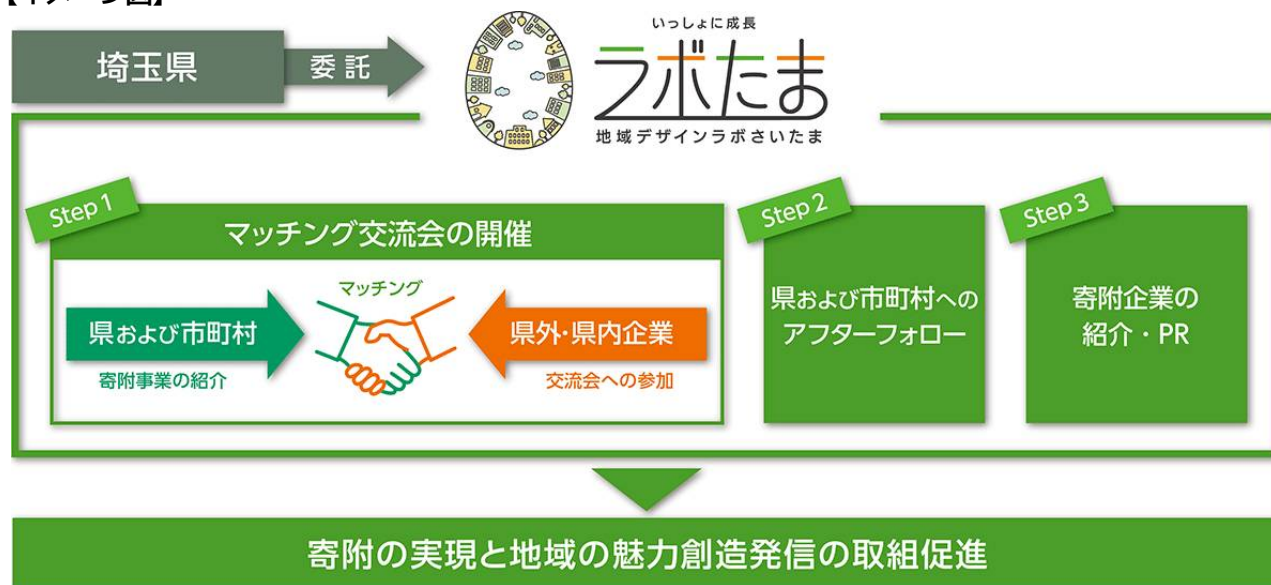 【イメージ図】
埼玉県
委託
いっしょに成長
ラボたま
地域デザインラボさいたま
Step 1
マッチング交流会の開催
マッチング
県および市町村
寄附事業の紹介
県外・県内企業
交流会への参加
Step 2
県および市町村への
アフターフォロー
Step 3
寄附企業の
紹介・PR
寄附の実現と地域の魅力創造発信の取組促進